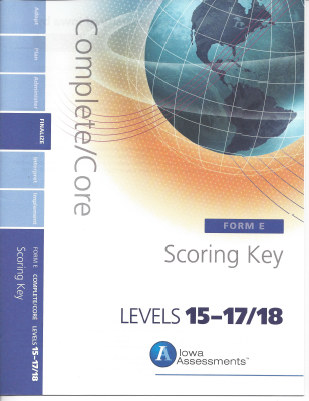 Adopt
Plan
Administer
FINALIZE
Interpret
Implement
FORM E COMPLETE/CORE LEVELS 15–17/18
Scoring Key
Complete/Core
FORM E
Scoring Key
LEVELS 15–17/18
Iowa
Assessments™